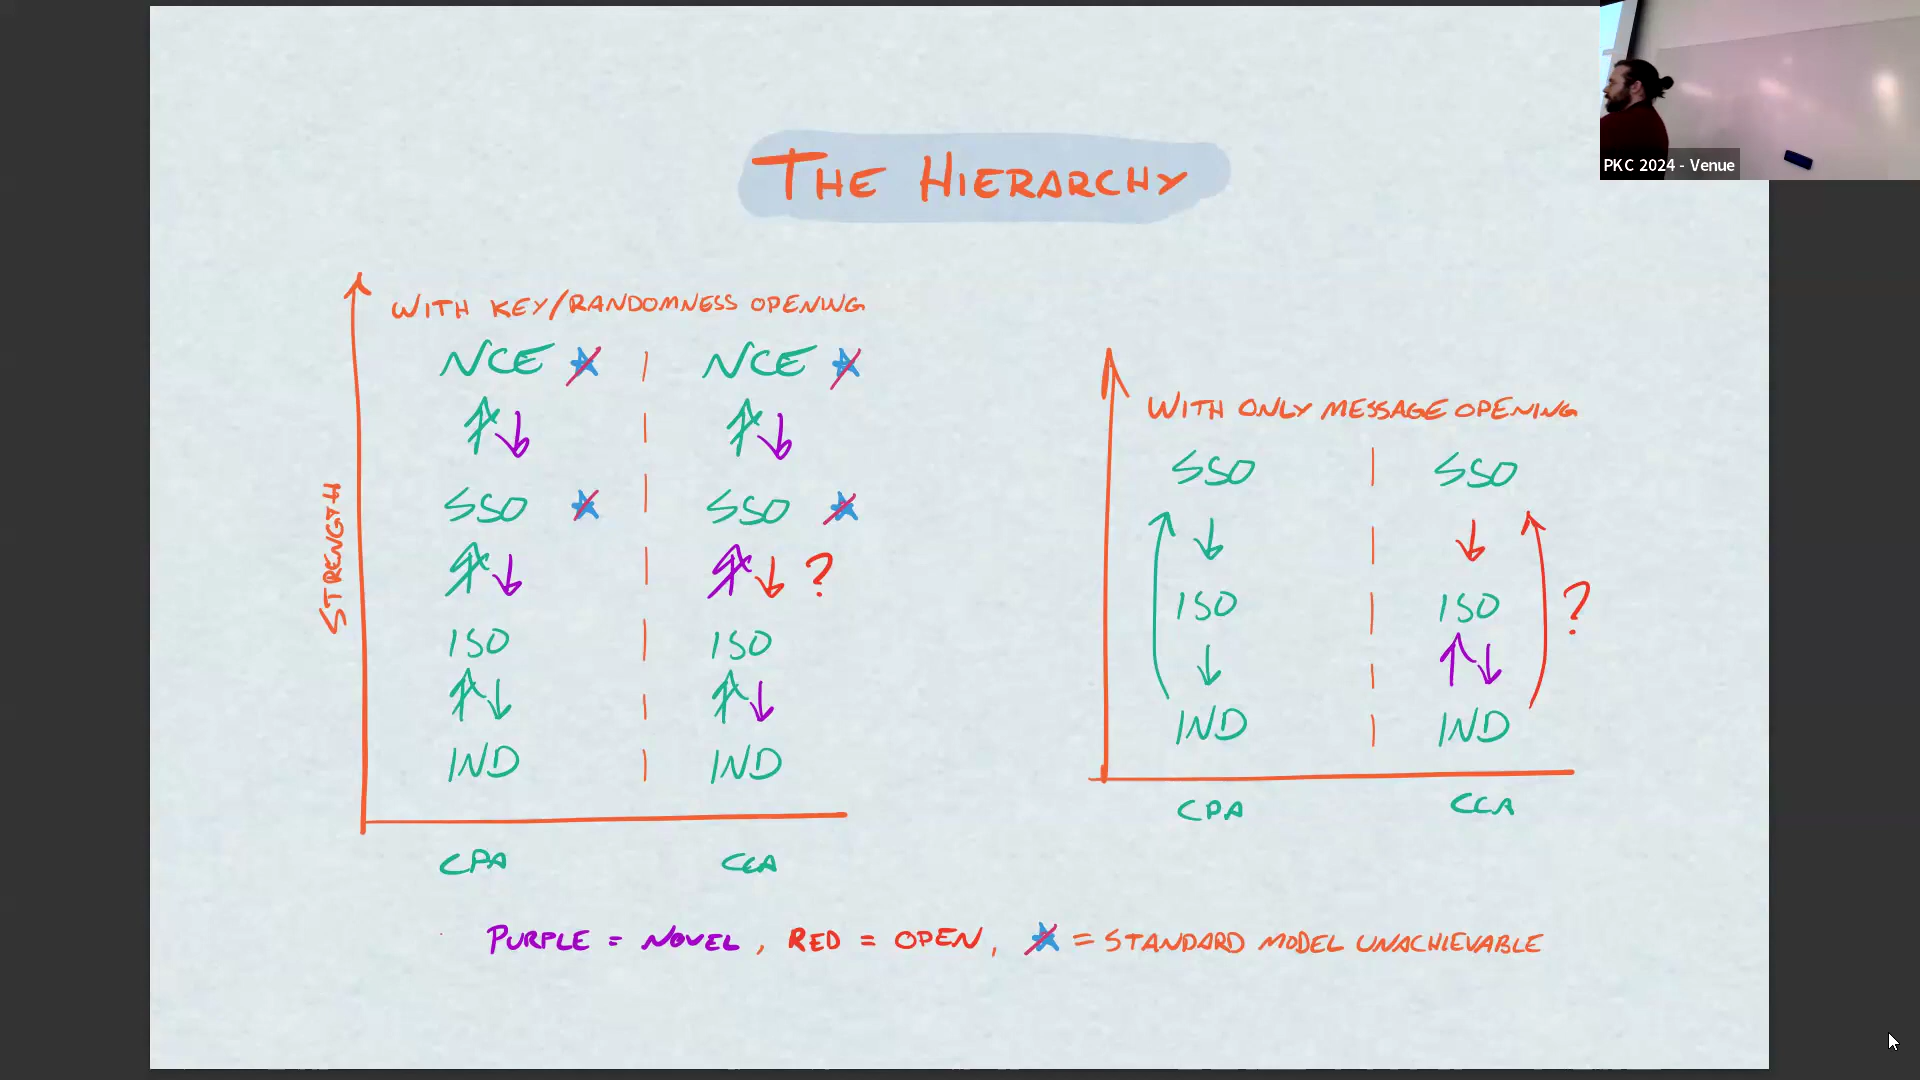 PKC 2024 - Venue
THE HIERARCHY
WITH KEY/RANDOMNESS OPENING
NCE NCE
SSO SSO
?
ISO ISO
IND IND
CPA CCA
STRENGTH
WITH ONLY MESSAGE OPENING
SSO SSO
ISO ISO ?
IND IND
CPA CCA
PURPLE = NOVEL, RED = OPEN, = STANDARD MODEL UNACHIEVABLE